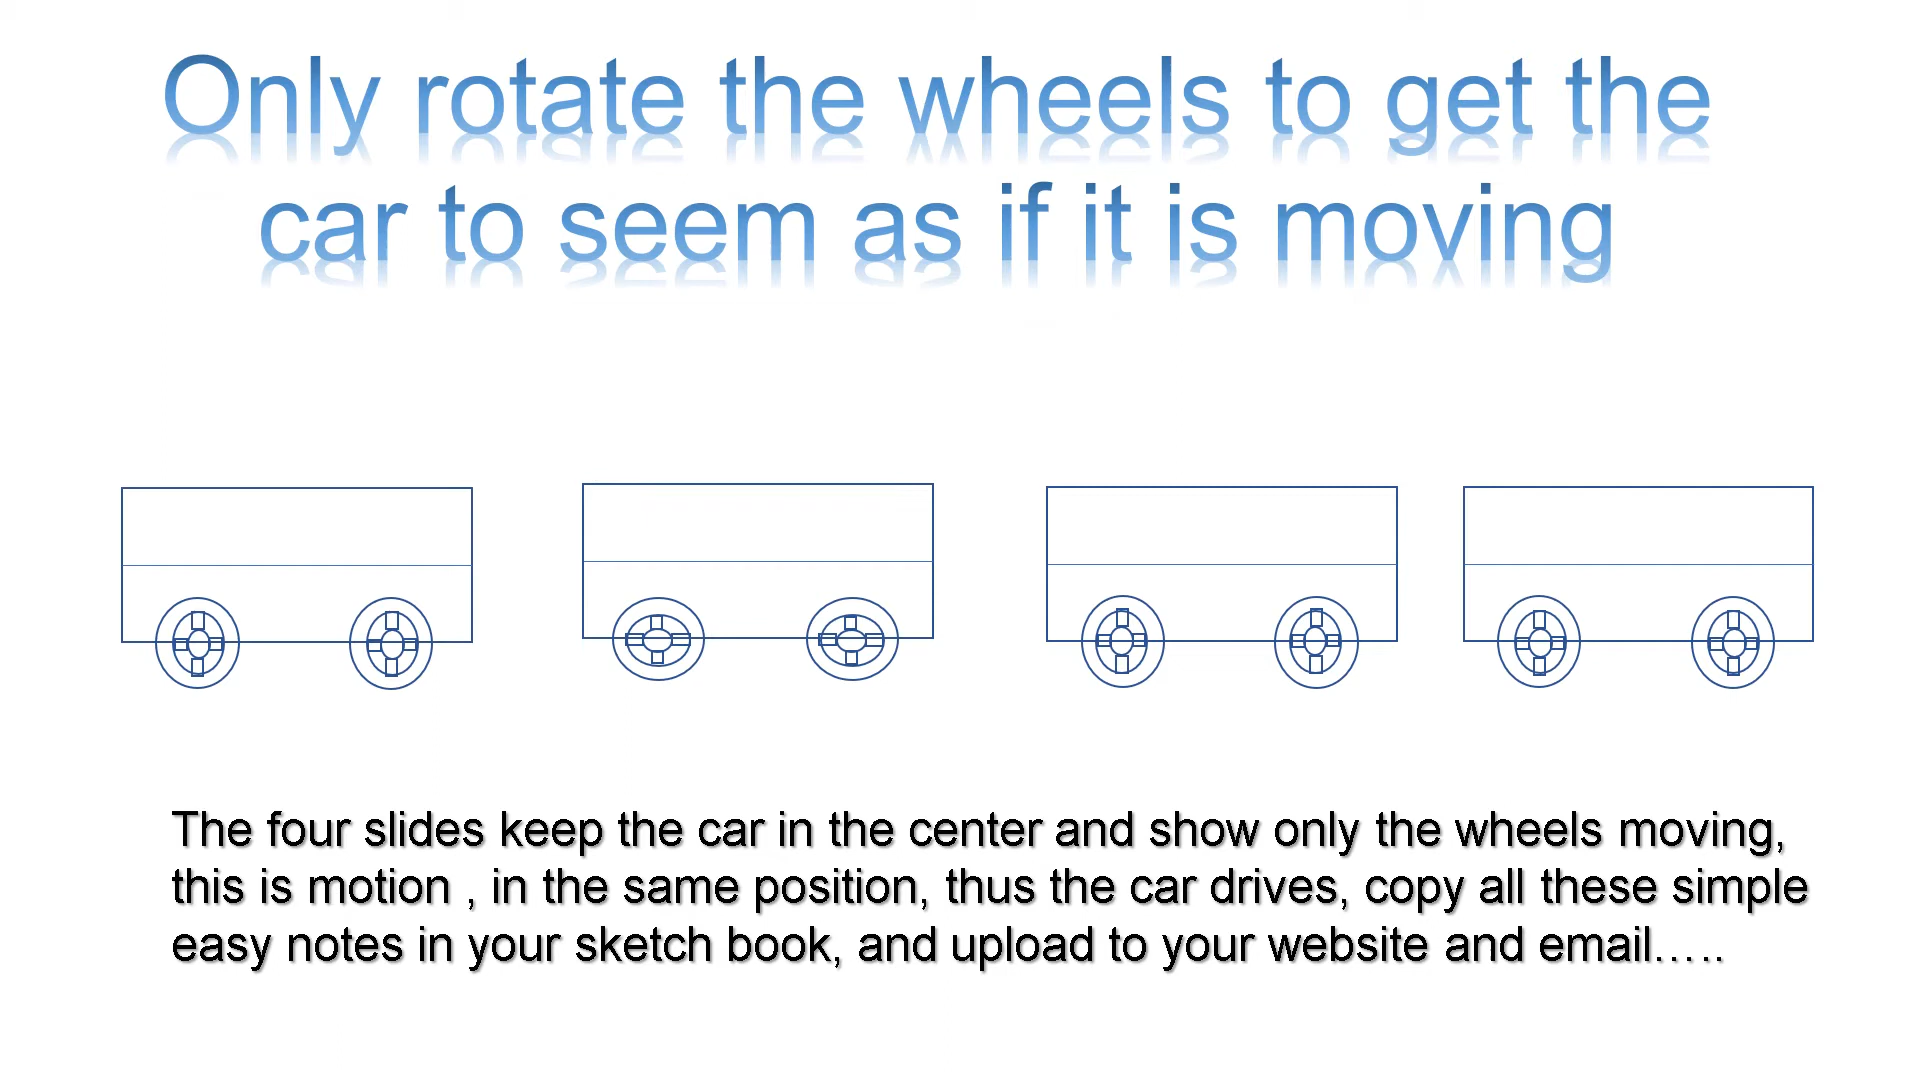 Only rotate the wheels to get the
car to seem as if it is moving
The four slides keep the car in the center and show only the wheels moving,
this is motion , in the same position, thus the car drives, copy all these simple
easy notes in your sketch book, and upload to your website and email…..